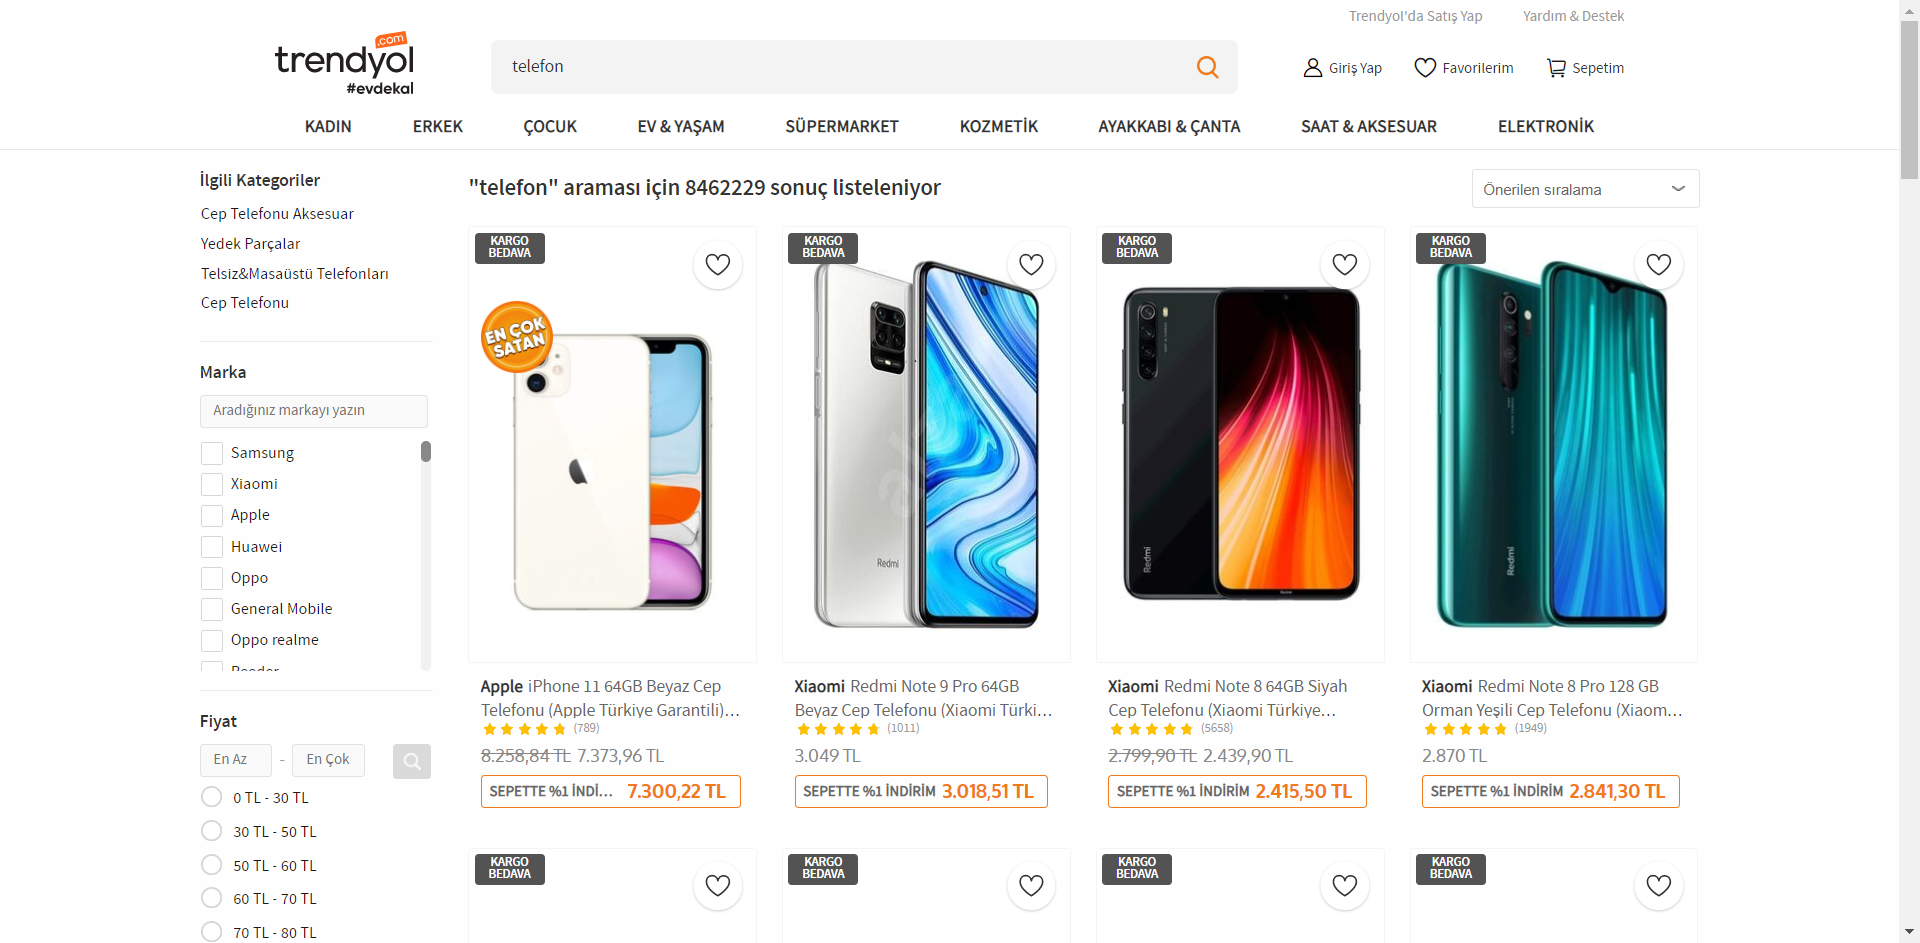 Trendyol'da Satış Yap
Yardım & Destek
.com
trendyol
#evdekal
telefon
Giriş Yap
Favorilerim
Sepetim
KADIN
ERKEK
ÇOCUK
EV & YAŞAM
SÜPERMARKET
KOZMETİK
AYAKKABI & ÇANTA
SAAT & AKSESUAR
ELEKTRONİK
İlgili Kategoriler
Cep Telefonu Aksesuar
Yedek Parçalar
Telsiz&Masaüstü Telefonları
Cep Telefonu
Marka
Aradığınız markayı yazın
Samsung
Xiaomi
Apple
Huawei
Oppo
General Mobile
Oppo realme
Reeder
Fiyat
En Az - En Çok
0 TL - 30 TL
30 TL - 50 TL
50 TL - 60 TL
60 TL - 70 TL
70 TL - 80 TL
"telefon" araması için 8462229 sonuç listeleniyor
Önerilen sıralama
KARGO
BEDAVA
EN ÇOK
SATAN
Apple iPhone 11 64GB Beyaz Cep
Telefonu (Apple Türkiye Garantili)...
(789)
8.258,84 TL 7.373,96 TL
SEPETTE %1 İNDİ... 7.300,22 TL
KARGO
BEDAVA
Redmi
Xiaomi Redmi Note 9 Pro 64GB
Beyaz Cep Telefonu (Xiaomi Türki...
(1011)
3.049 TL
SEPETTE %1 İNDİRİM 3.018,51 TL
KARGO
BEDAVA
Redmi
Redmi
Xiaomi Redmi Note 8 64GB Siyah
Cep Telefonu (Xiaomi Türkiye...
(5658)
2.799,90 TL 2.439,90 TL
SEPETTE %1 İNDİRİM 2.415,50 TL
KARGO
BEDAVA
Redmi
Xiaomi Redmi Note 8 Pro 128 GB
Orman Yeşili Cep Telefonu (Xiaom...
(1949)
2.870 TL
SEPETTE %1 İNDİRİM 2.841,30 TL
KARGO
BEDAVA
KARGO
BEDAVA
KARGO
BEDAVA
KARGO
BEDAVA